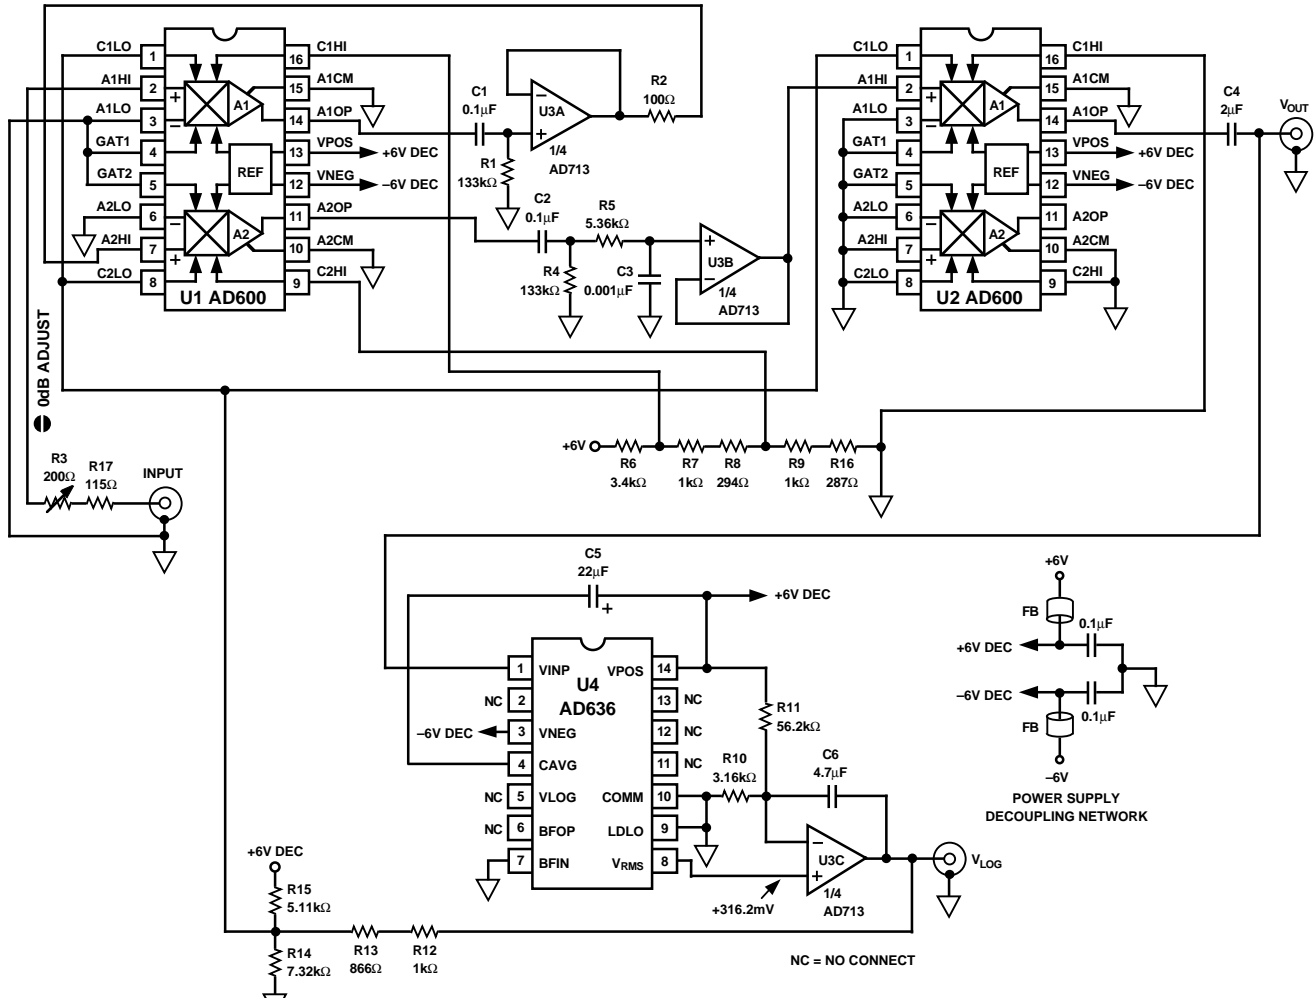 C1LO
A1HI
A1LO
GAT1
GAT2
A2LO
A2HI
C2LO
1
2
3
4
5
6
7
8
+
–
–
+
A1
REF
A2
16
15
14
13
12
11
10
9
C1HI
A1CM
A1OP
VPOS
VNEG
A2OP
A2CM
C2HI
+6V DEC
–6V DEC
U1 AD600
C1
0.1µF
R1
133kΩ
–
+
U3A
1/4
AD713
R2
100Ω
C2
0.1µF
R4
133kΩ
R5
5.36kΩ
C3
0.001µF
+
–
U3B
1/4
AD713
C1LO
A1HI
A1LO
GAT1
GAT2
A2LO
A2HI
C2LO
1
2
3
4
5
6
7
8
+
–
–
+
A1
REF
A2
16
15
14
13
12
11
10
9
C1HI
A1CM
A1OP
VPOS
VNEG
A2OP
A2CM
C2HI
+6V DEC
–6V DEC
U2 AD600
C4
2µF
VOUT
0dB ADJUST
R3
200Ω
R17
115Ω
INPUT
+6V
R6
3.4kΩ
R7
1kΩ
R8
294Ω
R9
1kΩ
R16
287Ω
C5
22µF
+
+6V DEC
U4
AD636
NC
–6V DEC
NC
NC
1
2
3
4
5
6
7
VINP
VNEG
CAVG
VLOG
BFOP
BFIN
VPOS
COMM
LDLO
VRMS
14
13
12
11
10
9
8
NC
NC
NC
R11
56.2kΩ
R10
3.16kΩ
C6
4.7µF
–
+
U3C
1/4
AD713
+316.2mV
VLOG
+6V
FB
0.1µF
+6V DEC
–6V DEC
0.1µF
FB
–6V
POWER SUPPLY
DECOUPLING NETWORK
+6V DEC
R15
5.11kΩ
R14
7.32kΩ
R13
866Ω
R12
1kΩ
NC = NO CONNECT